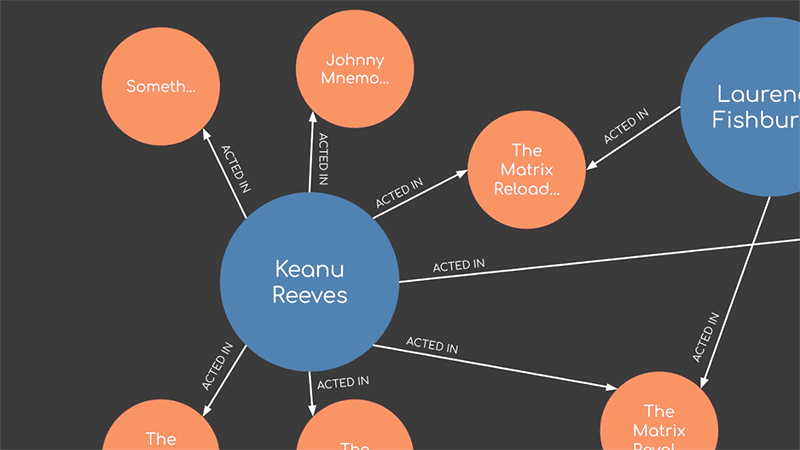 Someth...
Johnny
Mnemo...
Laurenc
Fishbur
The
Matrix
Reload...
ACTED IN
ACTED IN
ACTED IN
ACTED IN
ACTED IN
Keanu
Reeves
ACTED IN
ACTED IN
ACTED IN
ACTED IN
The
The
The
Matrix